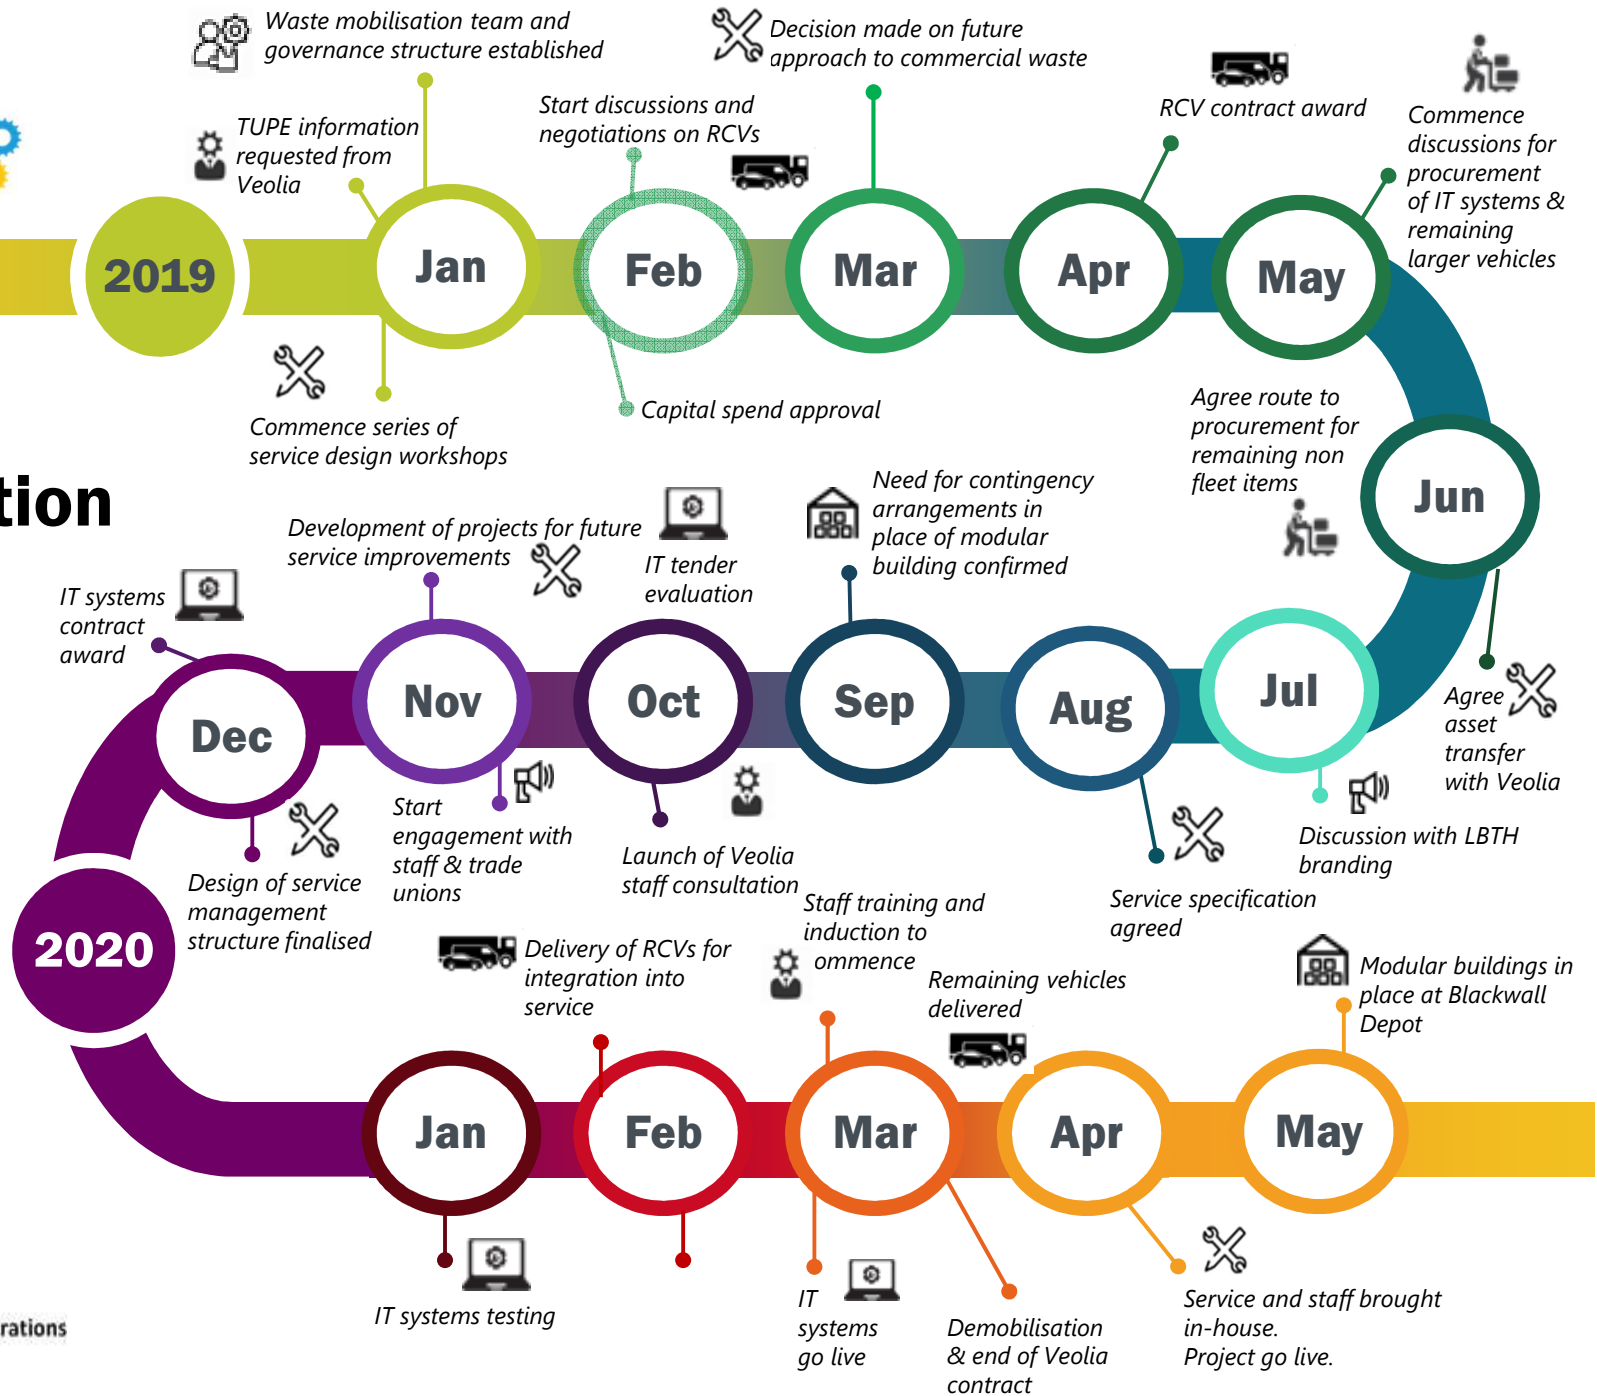 Waste mobilisation team and
governance structure established
Decision made on future
approach to commercial waste
TUPE information
requested from
Veolia
Start discussions and
negotiations on RCVs
RCV contract award
Commence
discussions for
procurement
of IT systems &
remaining
larger vehicles
2019
Jan
Feb
Mar
Apr
May
Commence series of
service design workshops
Capital spend approval
Agree route to
procurement for
remaining non
fleet items
Jun
tion
Agree
asset
transfer
with Veolia
Development of projects for future
service improvements
IT tender
evaluation
Need for contingency
arrangements in
place of modular
building confirmed
IT systems
contract
award
Dec
Nov
Oct
Sep
Aug
Jul
Design of service
management
structure finalised
Start
engagement with
staff & trade
unions
Launch of Veolia
staff consultation
Service specification
agreed
Discussion with LBTH
branding
2020
Delivery of RCVs for
integration into
service
Staff training and
induction to
ommence
Remaining vehicles
delivered
Modular buildings in
place at Blackwall
Depot
Jan
Feb
Mar
Apr
May
IT systems testing
IT
systems
go live
Demobilisation
& end of Veolia
contract
Service and staff brought
in-house.
Project go live.
rations